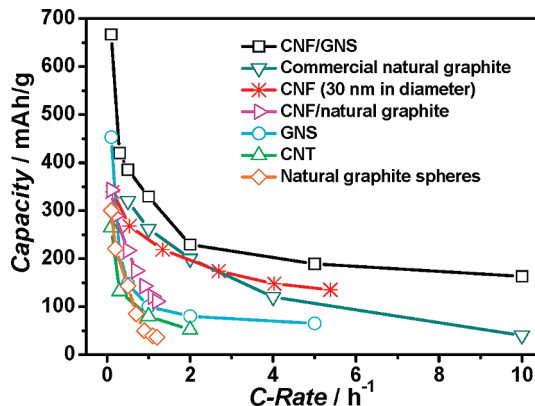 700
600
500
400
300
200
100
0
Capacity / mAh/g
CNF/GNS
Commercial natural graphite
CNF (30 nm in diameter)
CNF/natural graphite
GNS
CNT
Natural graphite spheres
0 2 4 6 8 10
C-Rate / h⁻¹